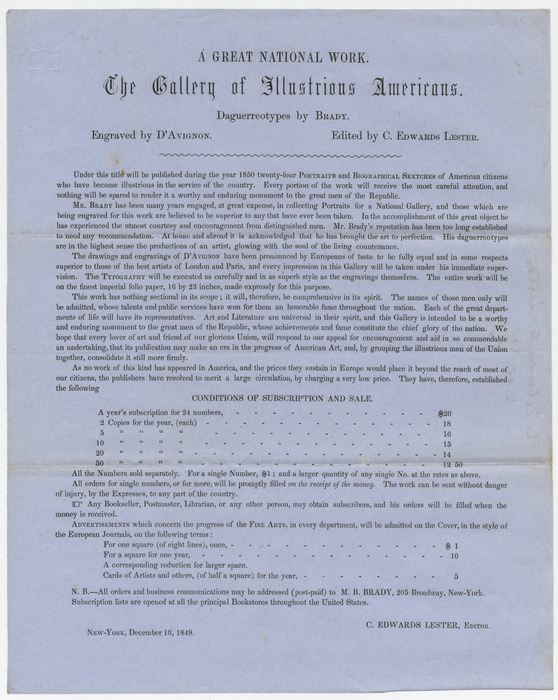 A GREAT NATIONAL WORK.
The Gallery of Illustrious Americans.
Daguerreotypes by BRADY.
Engraved by D'AVIGNON. Edited by C. EDWARDS LESTER.
Under this title will be published during the year 1850 twenty-four PORTRAITS and BIOGRAPHICAL SKETCHES of American citizens
who have become illustrious in the service of the country. Every portion of the work will receive the most careful attention, and
nothing will be spared to render it a worthy and enduring monument to the great men of the Republic.
MR. BRADY has been many years engaged, at great expense, in collecting Portraits for a National Gallery, and those which are
being engraved for this work are believed to be superior to any that have ever been taken. In the accomplishment of this great object he
has experienced the utmost courtesy and encouragement from distinguished men. Mr. Brady's reputation has been too long established
to need any recommendation. At home and abroad it is acknowledged that he has brought the art to perfection. His daguerreotypes
are in the highest sense the productions of an artist, glowing with the soul of the living countenance.
The drawings and engravings of D'AVIGNON have been pronounced by Europeans of taste to be fully equal and in some respects
superior to those of the best artists of London and Paris, and every impression in this Gallery will be taken under his immediate super-
vision. The TYPOGRAPHY will be executed as carefully and in as superb style as the engravings themselves. The entire work will be
on the finest imperial folio paper, 16 by 23 inches, made expressly for this purpose.
This work has nothing sectional in its scope; it will, therefore, be comprehensive in its spirit. The names of those men only will
be admitted, whose talents and public services have won for them an honorable fame throughout the nation. Each of the great depart-
ments of life will have its representatives. Art and Literature are universal in their spirit, and this Gallery is intended to be a worthy
and enduring monument to the great men of the Republic, whose achievements and fame constitute the chief glory of the nation. We
hope that every lover of art and friend of our glorious Union, will respond to our appeal for encouragement and aid in so commendable
an undertaking, that its publication may make an era in the progress of American Art, and, by grouping the illustrious men of the Union
together, consolidate it still more firmly.
As no work of this kind has appeared in America, and the prices they sustain in Europe would place it beyond the reach of most of
our citizens, the publishers have resolved to merit a large circulation, by charging a very low price. They have, therefore, established
the following
CONDITIONS OF SUBSCRIPTION AND SALE.
A year's subscription for 24 numbers, - - - - - - - - - - $20
2 Copies for the year, (each) - - - - - - - - - - 18
5 " " " " - - - - - - - - - - 16
10 " " " " - - - - - - - - - - 15
20 " " " " - - - - - - - - - - 14
50 " " " " - - - - - - - - - - 12 50
All the Numbers sold separately. For a single Number, $1; and a larger quantity of any single No. at the rates as above.
All orders for single numbers, or for more, will be promptly filled on the receipt of the money. The work can be sent without danger
of injury, by the Expresses, to any part of the country.
☞ Any Bookseller, Postmaster, Librarian, or any other person, may obtain subscribers, and his orders will be filled when the
money is received.
ADVERTISEMENTS which concern the progress of the FINE ARTS, in every department, will be admitted on the Cover, in the style of
the European Journals, on the following terms:
For one square (of eight lines), once, - - - - - - - - - $ 1
For a square for one year, - - - - - - - - - - 10
A corresponding reduction for larger space.
Cards of Artists and others, (of half a square) for the year, - - - - - - 5
N. B.—All orders and business communications may be addressed (post-paid) to M. B. BRADY, 205 Broadway, New-York.
Subscription lists are opened at all the principal Bookstores throughout the United States.
C. EDWARDS LESTER, EDITOR.
NEW-YORK, December 10, 1849.